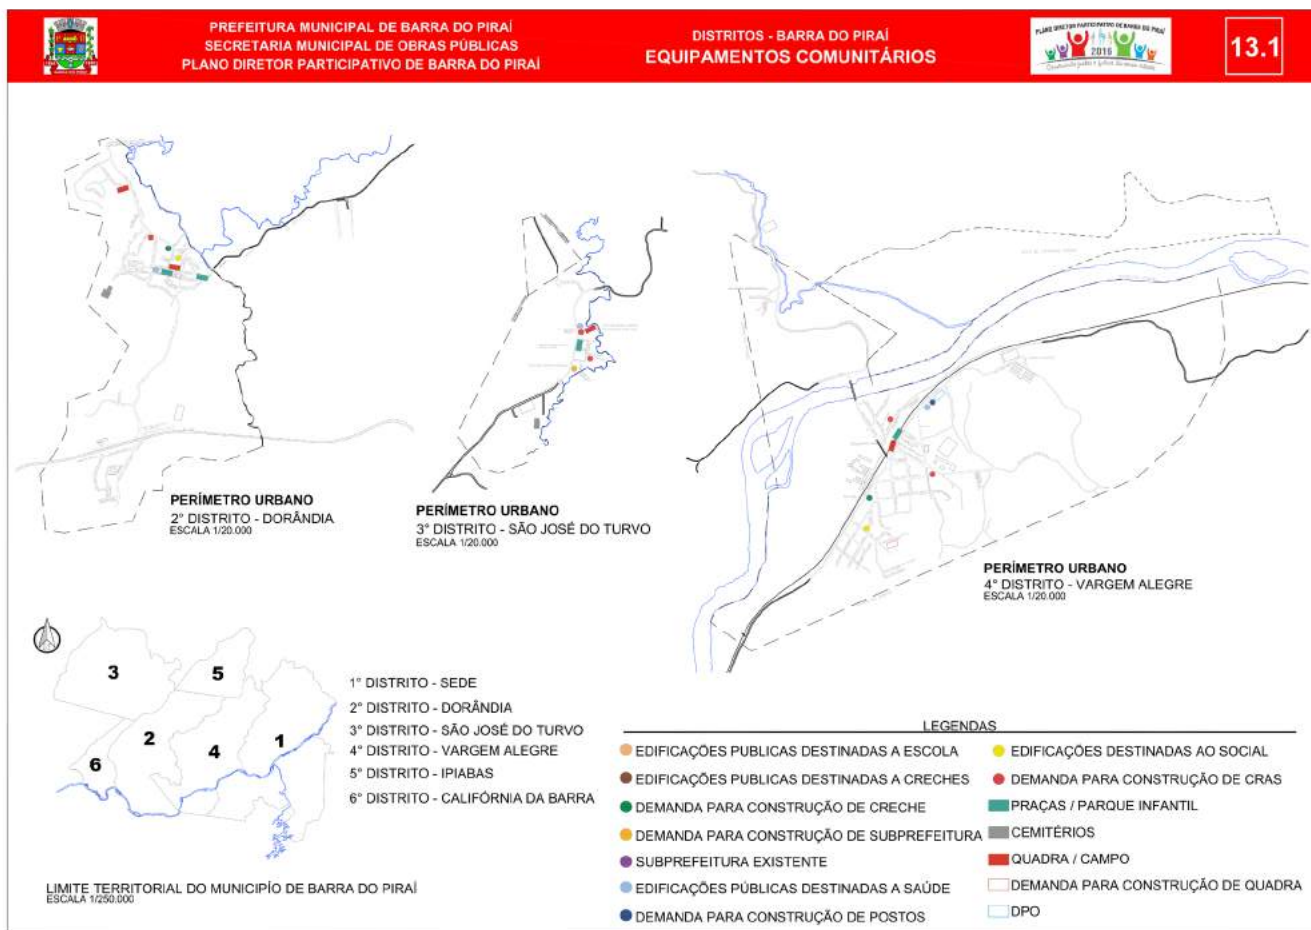 PREFEITURA MUNICIPAL DE BARRA DO PIRAÍ
SECRETARIA MUNICIPAL DE OBRAS PÚBLICAS
PLANO DIRETOR PARTICIPATIVO DE BARRA DO PIRAÍ
DISTRITOS - BARRA DO PIRAÍ
EQUIPAMENTOS COMUNITÁRIOS
PLANO DIRETOR PARTICIPATIVO DE BARRA DO PIRAÍ
2016
13.1
PERÍMETRO URBANO
2° DISTRITO - DORÂNDIA
ESCALA 1/20.000
PERÍMETRO URBANO
3° DISTRITO - SÃO JOSÉ DO TURVO
ESCALA 1/20.000
PERÍMETRO URBANO
4° DISTRITO - VARGEM ALEGRE
ESCALA 1/20.000
3
5
2
4
1
6
1° DISTRITO - SEDE
2° DISTRITO - DORÂNDIA
3° DISTRITO - SÃO JOSÉ DO TURVO
4° DISTRITO - VARGEM ALEGRE
5° DISTRITO - IPIABAS
6° DISTRITO - CALIFÓRNIA DA BARRA
LIMITE TERRITORIAL DO MUNICIPÍO DE BARRA DO PIRAÍ
ESCALA 1/250.000
LEGENDAS
EDIFICAÇÕES PUBLICAS DESTINADAS A ESCOLA
EDIFICAÇÕES PUBLICAS DESTINADAS A CRECHES
DEMANDA PARA CONSTRUÇÃO DE CRECHE
DEMANDA PARA CONSTRUÇÃO DE SUBPREFEITURA
SUBPREFEITURA EXISTENTE
EDIFICAÇÕES PÚBLICAS DESTINADAS A SAÚDE
DEMANDA PARA CONSTRUÇÃO DE POSTOS
EDIFICAÇÕES DESTINADAS AO SOCIAL
DEMANDA PARA CONSTRUÇÃO DE CRAS
PRAÇAS / PARQUE INFANTIL
CEMITÉRIOS
QUADRA / CAMPO
DEMANDA PARA CONSTRUÇÃO DE QUADRA
DPO